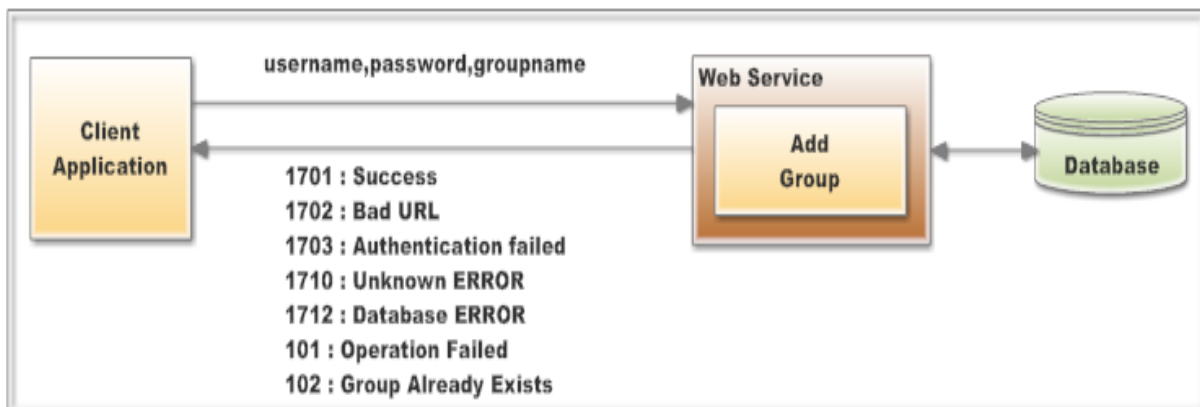 username,password,groupname
Client
Application
Web Service
Add
Group
Database
1701 : Success
1702 : Bad URL
1703 : Authentication failed
1710 : Unknown ERROR
1712 : Database ERROR
101 : Operation Failed
102 : Group Already Exists